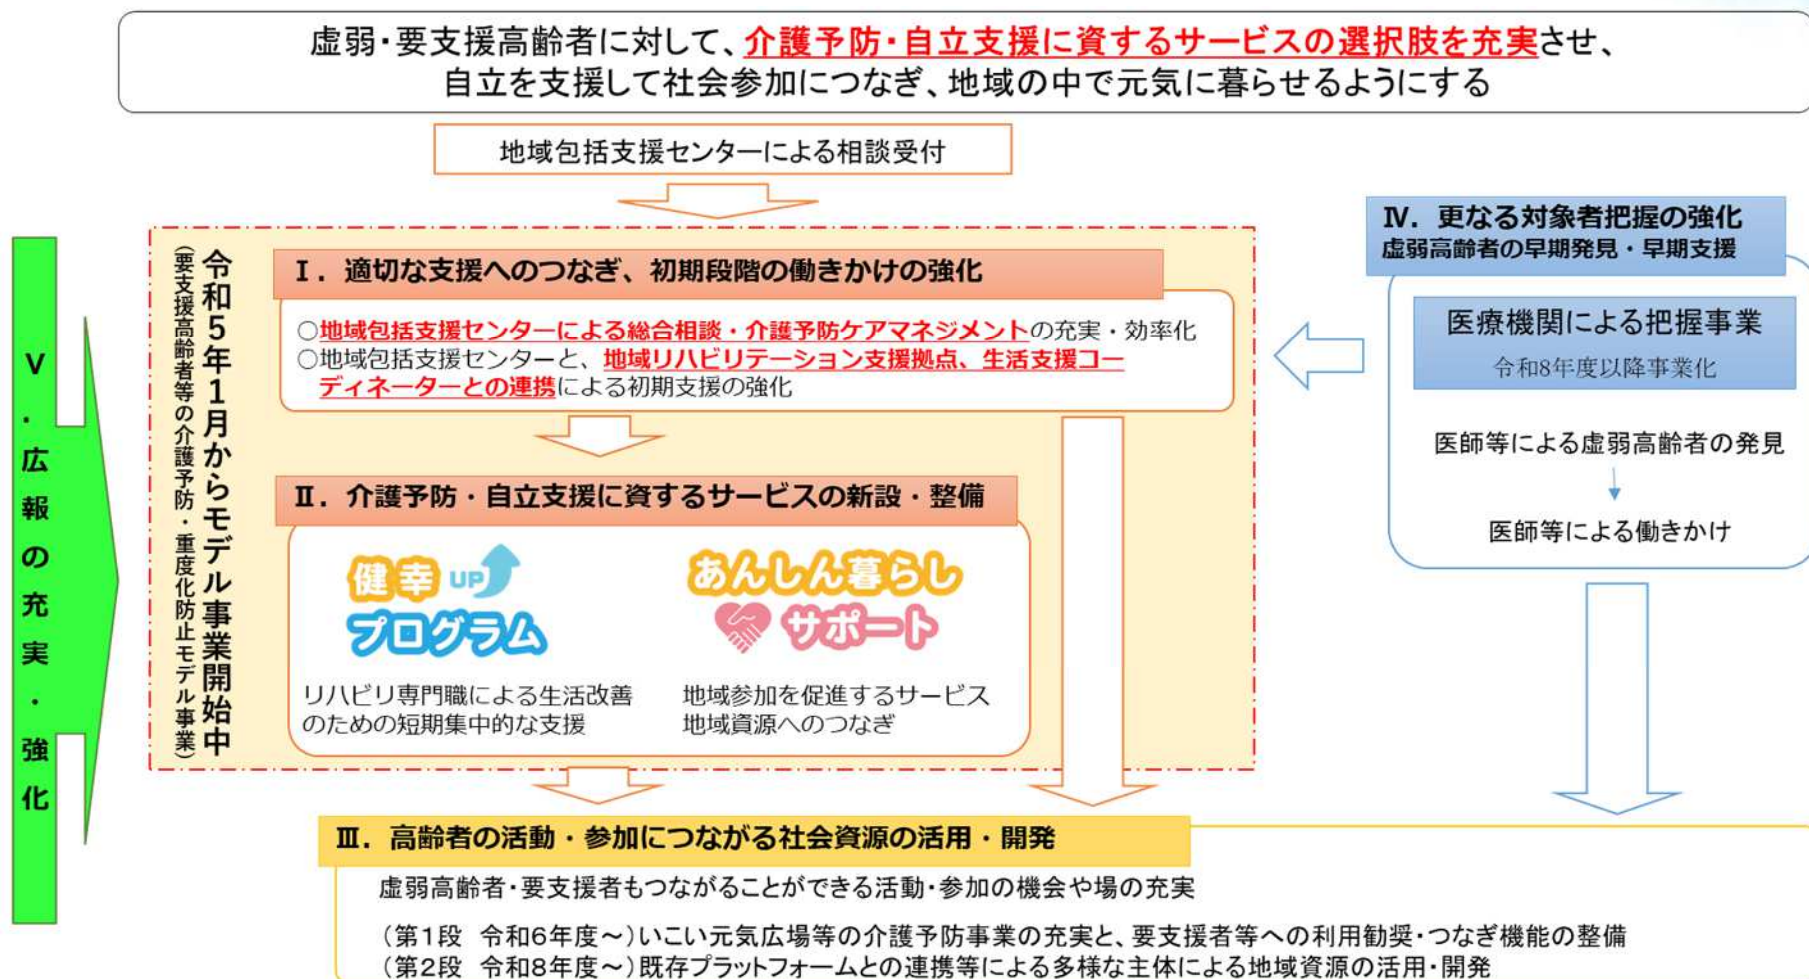 虚弱・要支援高齢者に対して、介護予防・自立支援に資するサービスの選択肢を充実させ、
自立を支援して社会参加につなぎ、地域の中で元気に暮らせるようにする
地域包括支援センターによる相談受付
Ⅴ.広報の充実・強化
令和5年1月からモデル事業開始中
(要支援高齢者等の介護予防・重度化防止モデル事業)
Ⅰ．適切な支援へのつなぎ、初期段階の働きかけの強化
○地域包括支援センターによる総合相談・介護予防ケアマネジメントの充実・効率化
○地域包括支援センターと、地域リハビリテーション支援拠点、生活支援コー
ディネーターとの連携による初期支援の強化
Ⅱ．介護予防・自立支援に資するサービスの新設・整備
健幸UP
プログラム
リハビリ専門職による生活改善
のための短期集中的な支援
あんしん暮らし
サポート
地域参加を促進するサービス
地域資源へのつなぎ
Ⅳ．更なる対象者把握の強化
虚弱高齢者の早期発見・早期支援
医療機関による把握事業
令和8年度以降事業化
医師等による虚弱高齢者の発見
医師等による働きかけ
Ⅲ．高齢者の活動・参加につながる社会資源の活用・開発
虚弱高齢者・要支援者もつながることができる活動・参加の機会や場の充実
（第1段　令和6年度～）いこい元気広場等の介護予防事業の充実と、要支援者等への利用勧奨・つなぎ機能の整備
（第2段　令和8年度～）既存プラットフォームとの連携等による多様な主体による地域資源の活用・開発